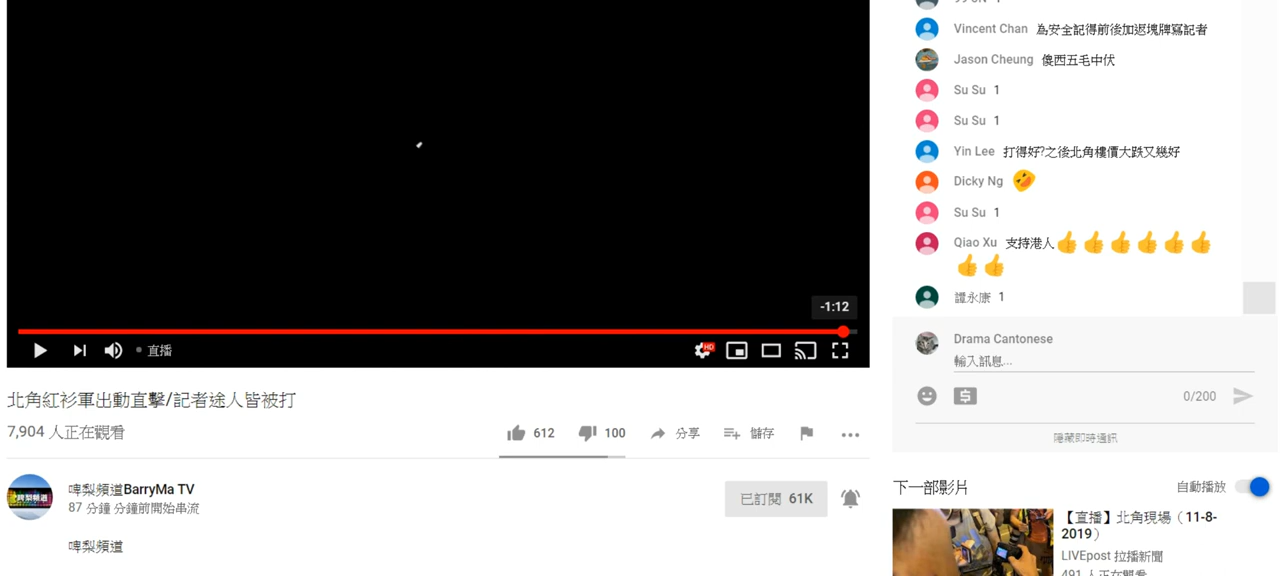 Vincent Chan 為安全記得前後加返塊牌寫記者
Jason Cheung 傻西五毛中伏
Su Su 1
Su Su 1
Yin Lee 打得好?之後北角樓價大跌又幾好
Dicky Ng
Su Su 1
Qiao Xu 支持港人
譚永康 1
-1:12
直播
HD
Drama Cantonese
輸入訊息...
0/200
隱藏即時通訊
北角紅衫軍出動直擊/記者途人皆被打
7,904 人正在觀看
612
100
分享
儲存
啤梨頻道BarryMa TV
87 分鐘 分鐘前開始串流
已訂閱 61K
啤梨頻道
啤梨頻道
下一部影片
自動播放
【直播】北角現場（11-8-
2019）
LIVEpost 拉播新聞
491 人正在觀看